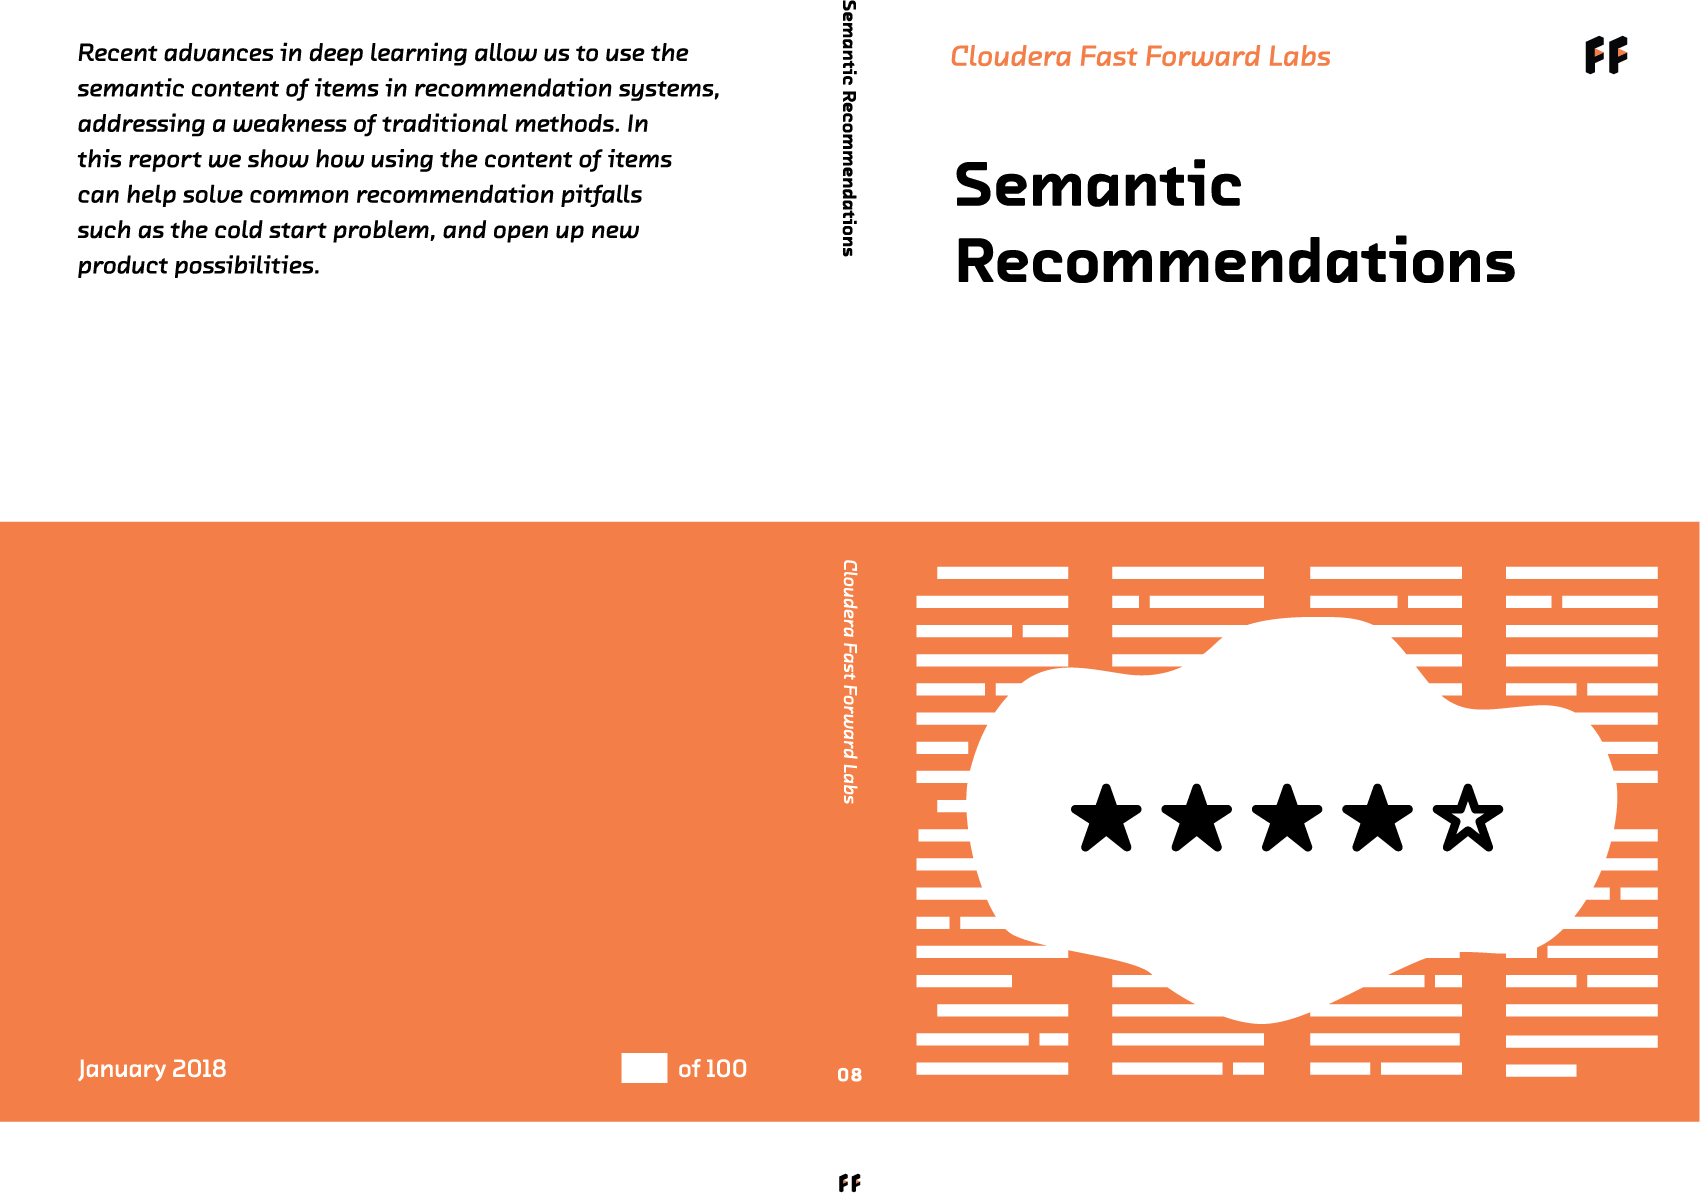 Recent advances in deep learning allow us to use the
semantic content of items in recommendation systems,
addressing a weakness of traditional methods. In
this report we show how using the content of items
can help solve common recommendation pitfalls
such as the cold start problem, and open up new
product possibilities.
January 2018
of 100
Semantic Recommendations
Cloudera Fast Forward Labs
08
FF
Cloudera Fast Forward Labs
FF
Semantic
Recommendations